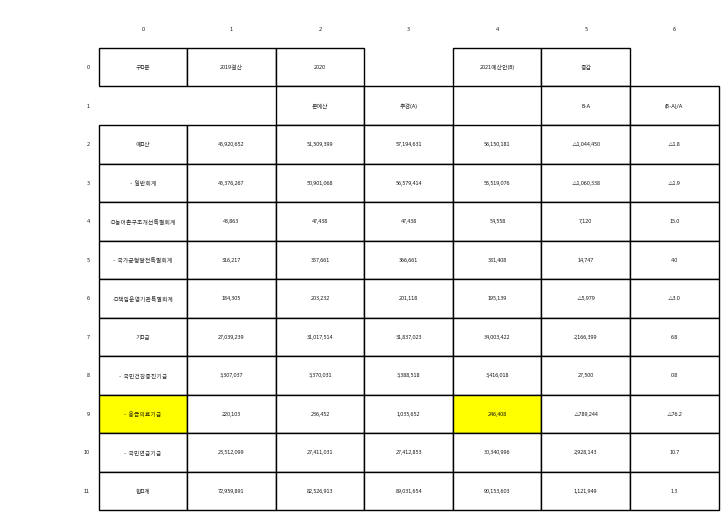 0 1 2 3 4 5 6
0 구□분 2019결산 2020 2021예산안(B) 증감
1 본예산 추경(A) B-A (B-A)/A
2 예□산 45,920,652 51,509,399 57,194,631 56,150,181 △1,044,450 △1.8
3 - 일반회계 45,376,267 50,901,068 56,579,414 55,519,076 △1,060,338 △1.9
4 □농어촌구조개선특별회계 43,863 47,438 47,438 54,558 7,120 15.0
5 - 국가균형발전특별회계 316,217 357,661 366,661 381,408 14,747 4.0
6 □책임운영기관특별회계 184,305 203,232 201,118 195,139 △5,979 △3.0
7 기□금 27,039,239 31,017,514 31,837,023 34,003,422 2,166,399 6.8
8 - 국민건강증진기금 3,307,037 3,370,031 3,388,518 3,416,018 27,500 0.8
9 - 응급의료기금 220,103 236,452 1,035,652 246,408 △789,244 △76.2
10 - 국민연금기금 23,512,099 27,411,031 27,412,853 30,340,996 2,928,143 10.7
11 합□계 72,959,891 82,526,913 89,031,654 90,153,603 1,121,949 1.3